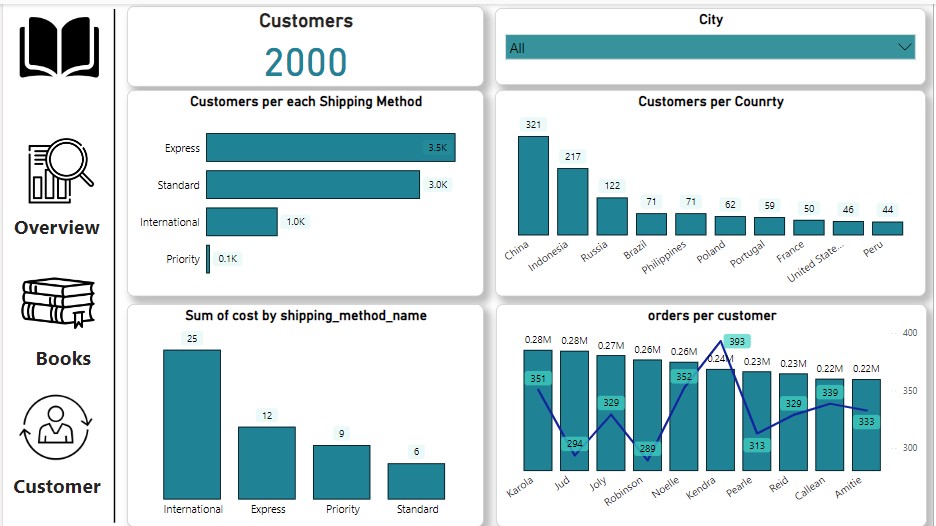 Overview
Books
Customer
Customers
2000
City
All
Customers per each Shipping Method
Express
3.5K
Standard
3.0K
International
1.0K
Priority
0.1K
Customers per Counrty
321
217
122
71
71
62
59
50
46
44
China
Indonesia
Russia
Brazil
Philippines
Poland
Portugal
France
United State...
Peru
Sum of cost by shipping_method_name
25
12
9
6
International
Express
Priority
Standard
orders per customer
0.28M
0.28M
0.27M
0.26M
0.26M
0.24M
0.23M
0.23M
0.22M
0.22M
351
294
329
289
352
393
313
329
339
333
400
350
300
Karola
Jud
Joly
Robinson
Noelle
Kendra
Pearle
Reid
Callean
Amitie